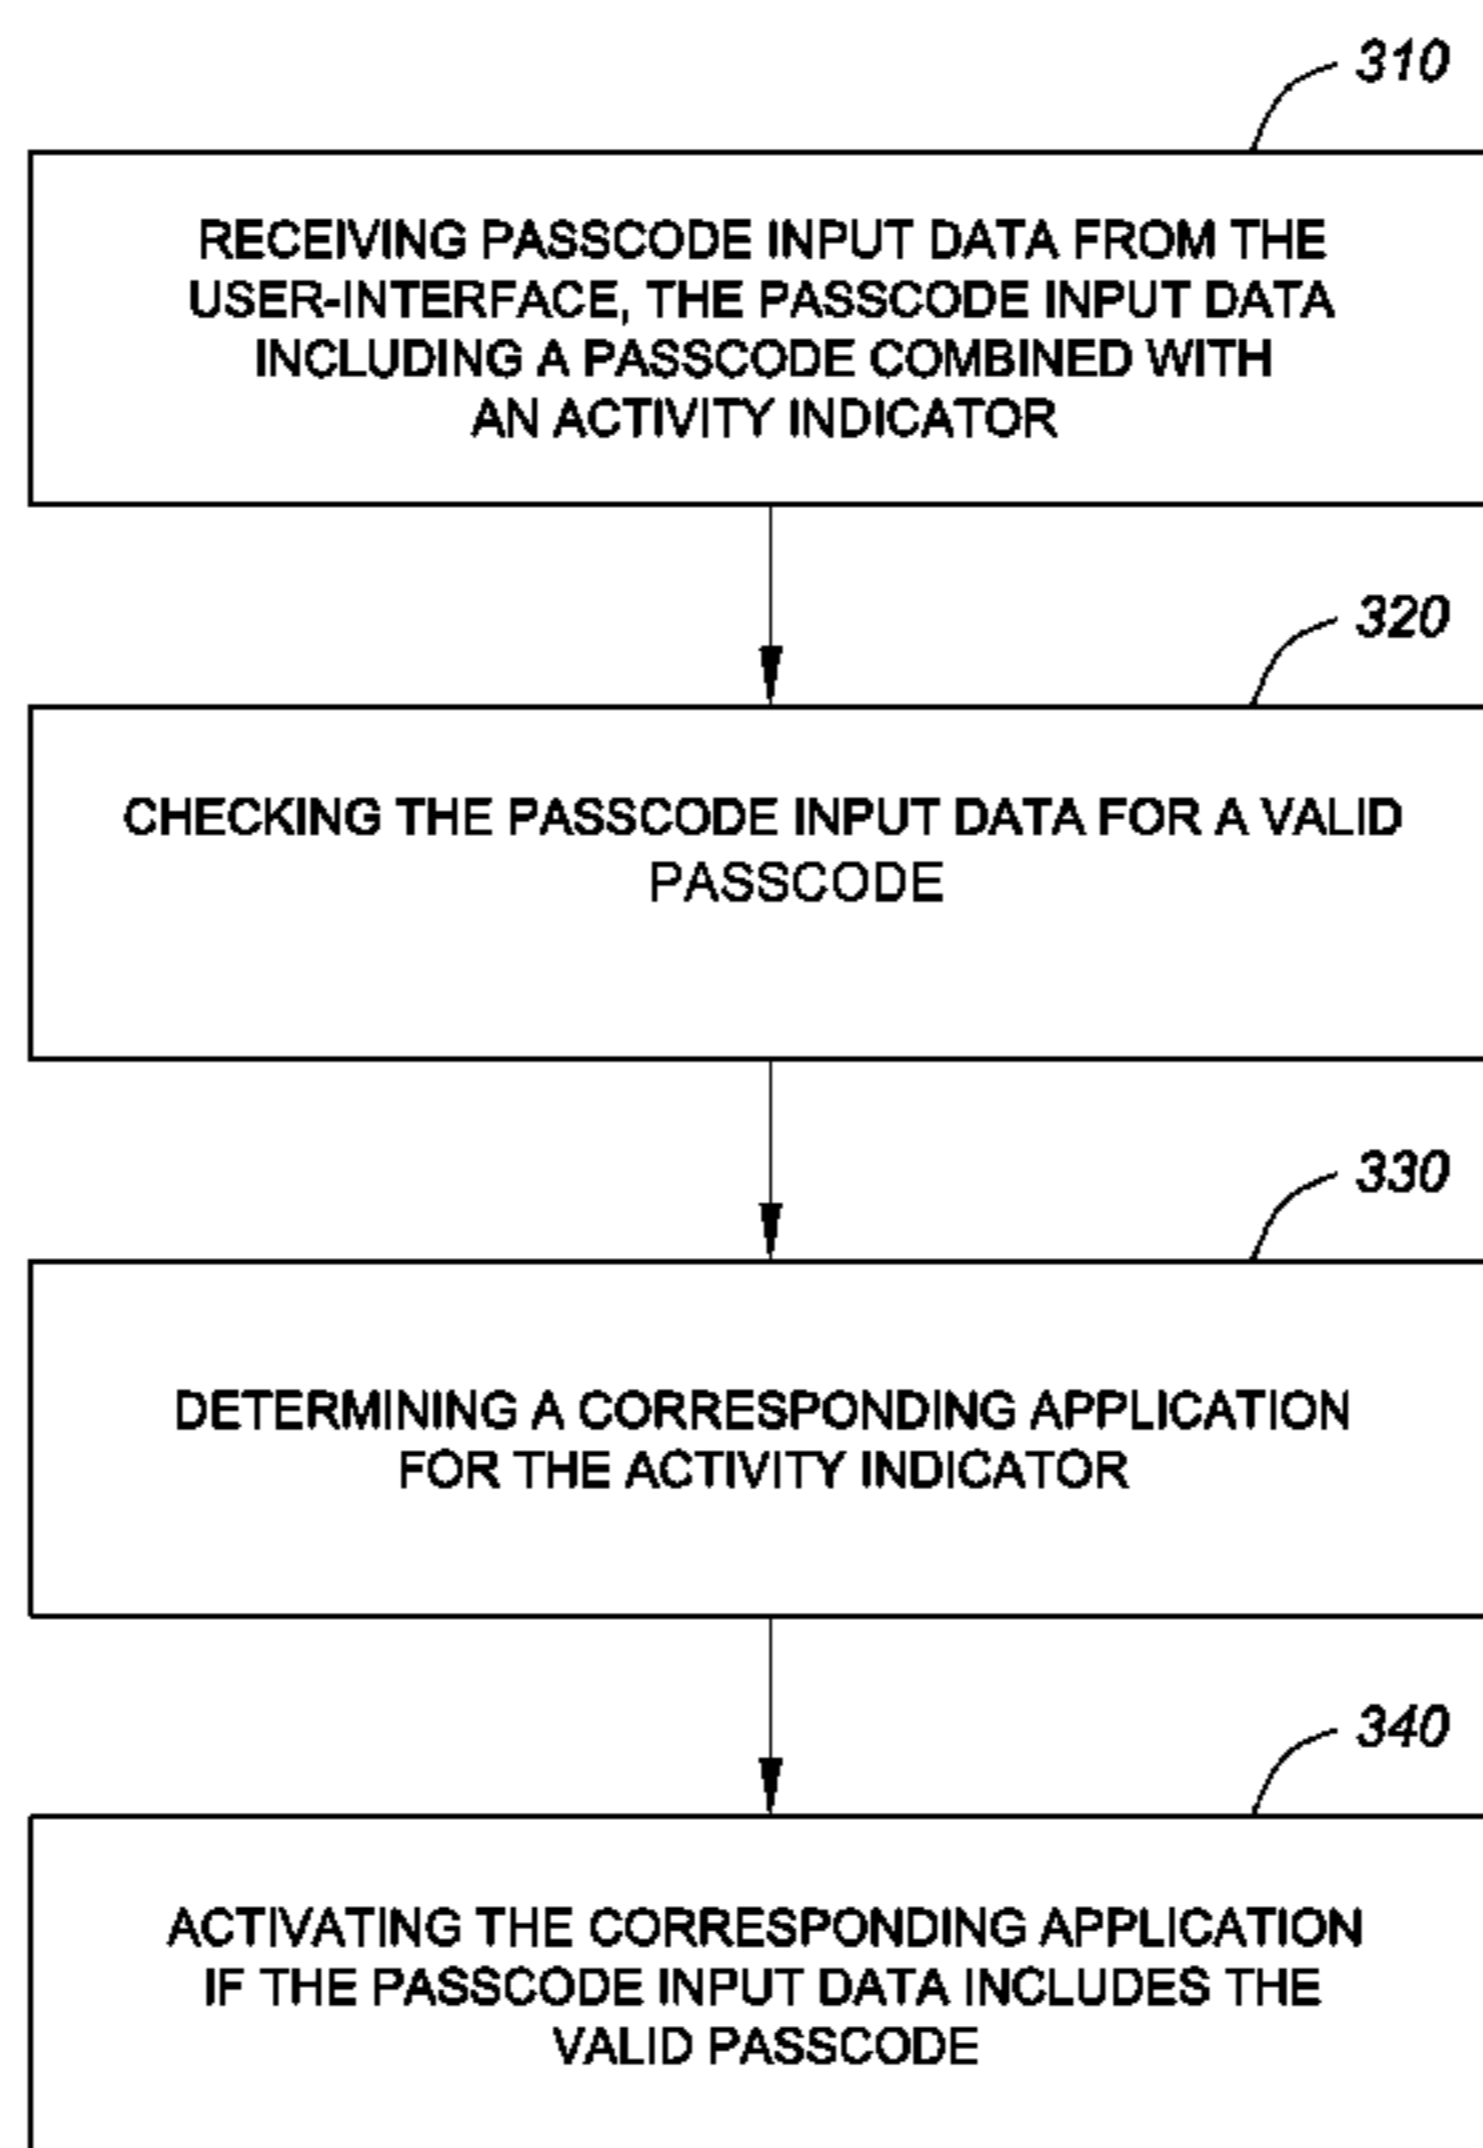 310
RECEIVING PASSCODE INPUT DATA FROM THE
USER-INTERFACE, THE PASSCODE INPUT DATA
INCLUDING A PASSCODE COMBINED WITH
AN ACTIVITY INDICATOR
320
CHECKING THE PASSCODE INPUT DATA FOR A VALID
PASSCODE
330
DETERMINING A CORRESPONDING APPLICATION
FOR THE ACTIVITY INDICATOR
340
ACTIVATING THE CORRESPONDING APPLICATION
IF THE PASSCODE INPUT DATA INCLUDES THE
VALID PASSCODE